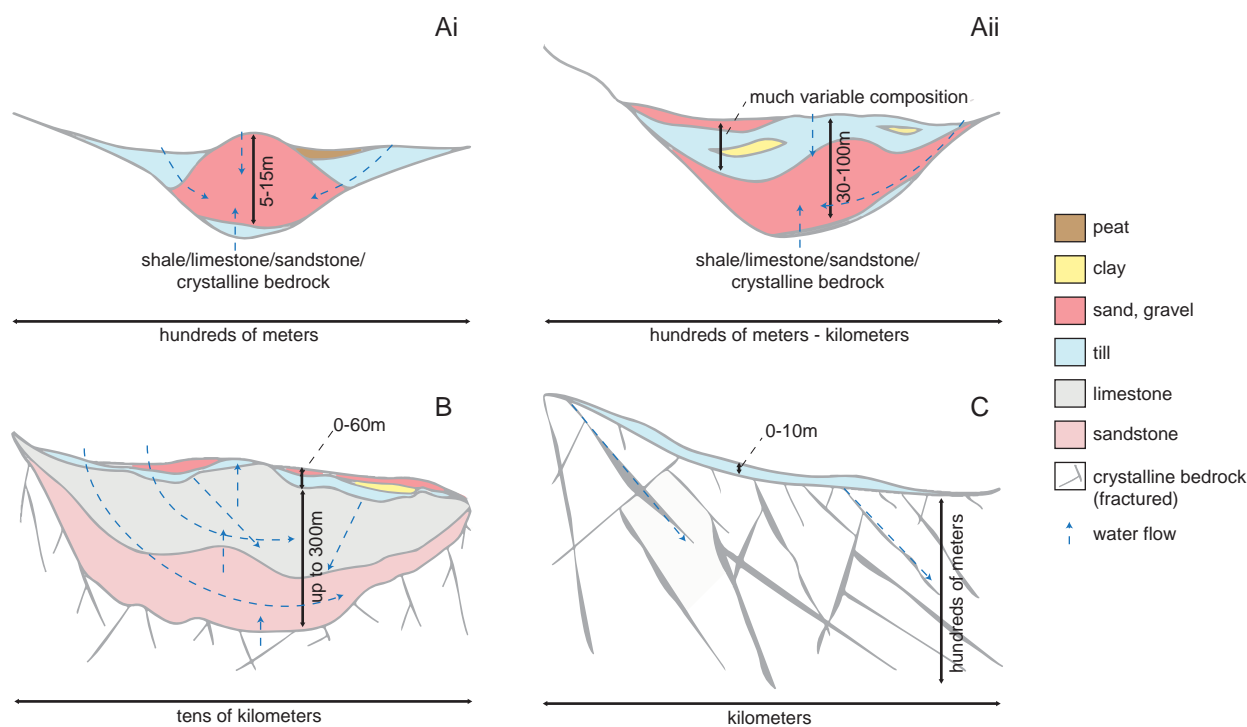 Ai
5-15m
shale/limestone/sandstone/
crystalline bedrock
hundreds of meters
Aii
much variable composition
30-100m
shale/limestone/sandstone/
crystalline bedrock
hundreds of meters - kilometers
B
0-60m
up to 300m
tens of kilometers
C
0-10m
hundreds of meters
kilometers
peat
clay
sand, gravel
till
limestone
sandstone
crystalline bedrock
(fractured)
water flow